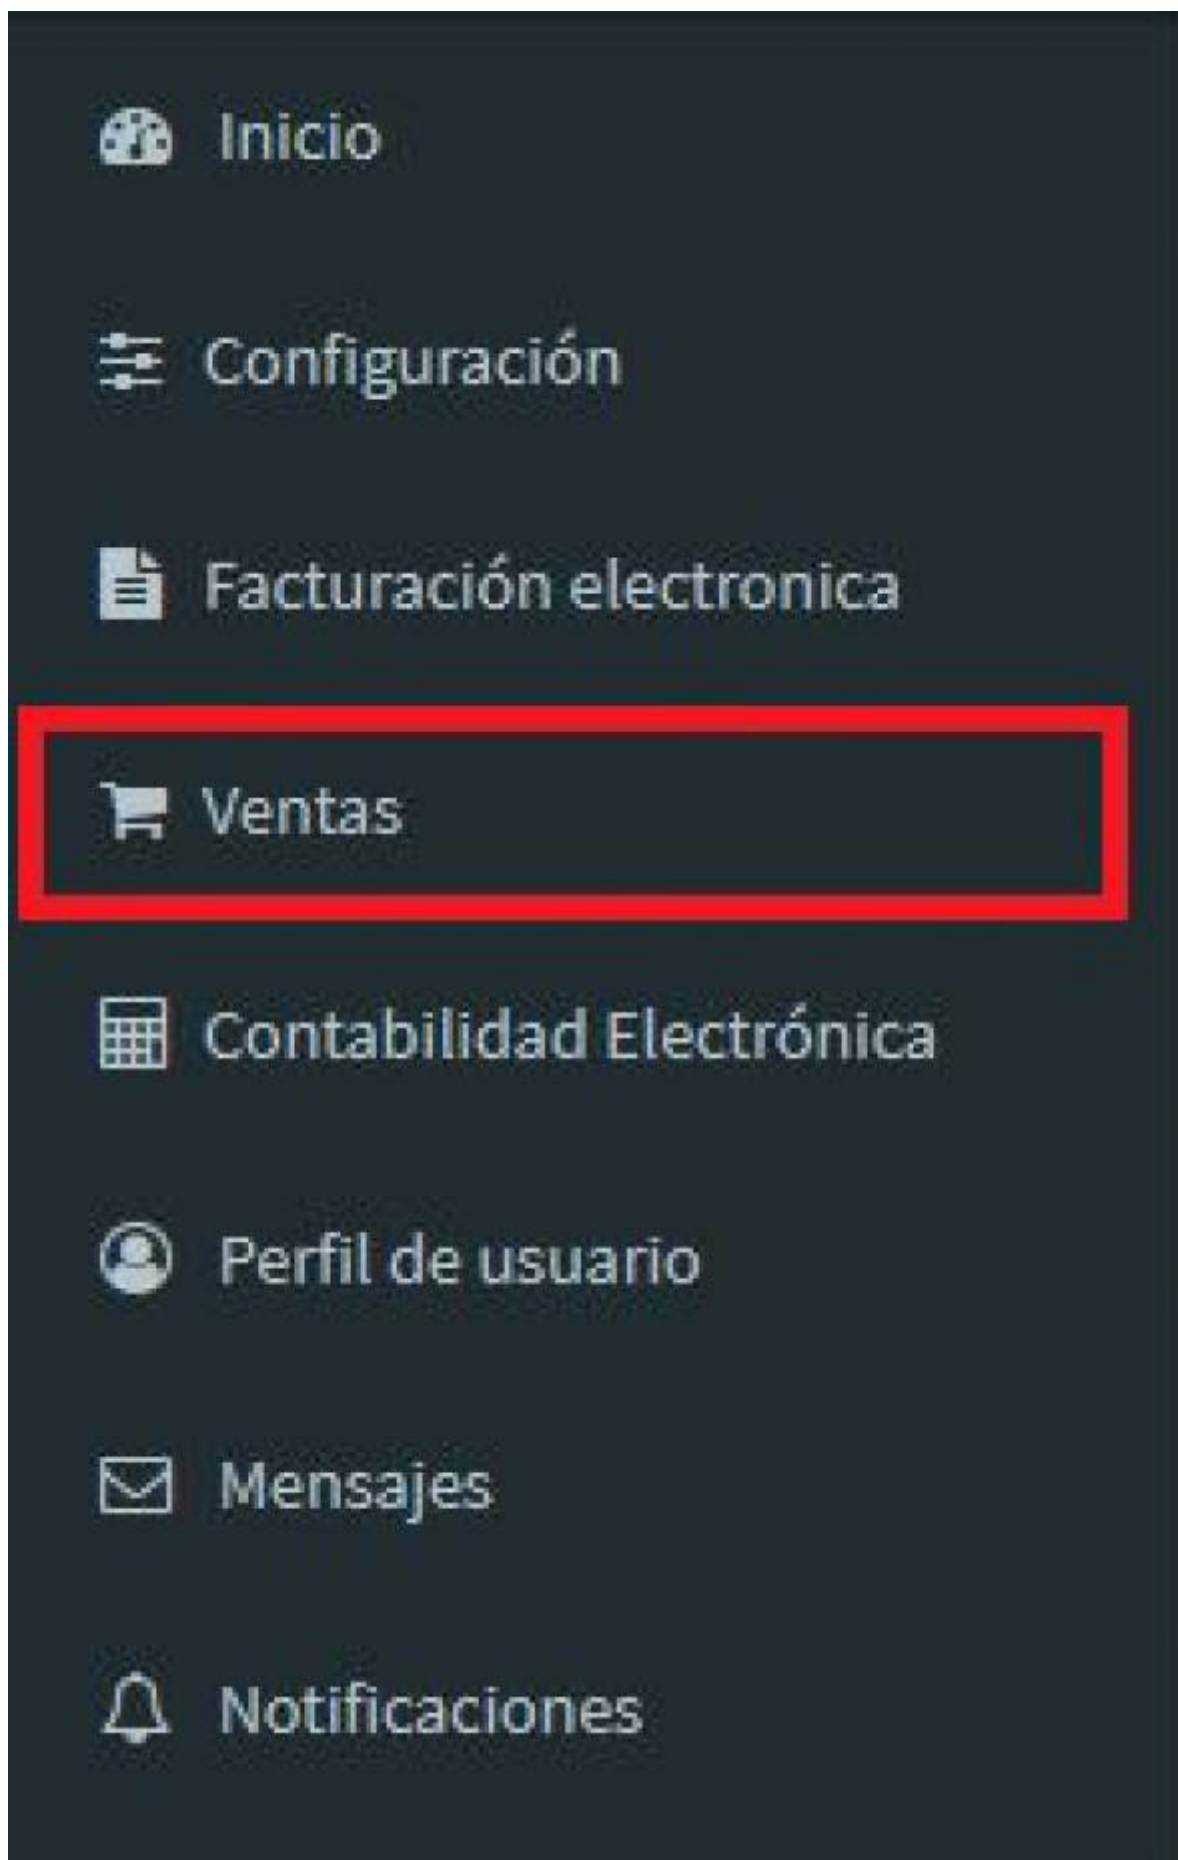 Inicio
Configuración
Facturación electronica
Ventas
Contabilidad Electrónica
Perfil de usuario
Mensajes
Notificaciones